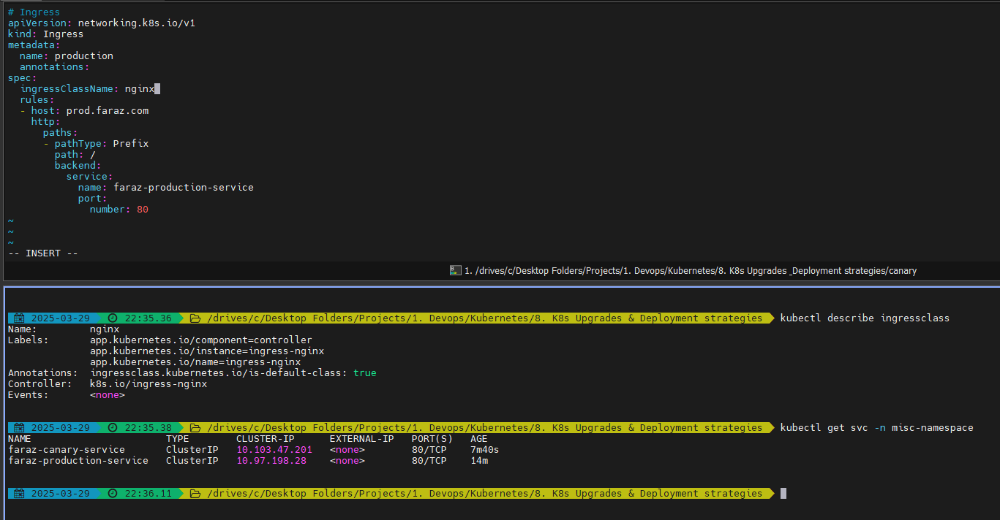 # Ingress
apiVersion: networking.k8s.io/v1
kind: Ingress
metadata:
  name: production
  annotations:
spec:
  ingressClassName: nginx
  rules:
  - host: prod.faraz.com
    http:
      paths:
      - pathType: Prefix
        path: /
        backend:
          service:
            name: faraz-production-service
            port:
              number: 80
~
~
~
-- INSERT --
1. /drives/c/Desktop Folders/Projects/1. Devops/Kubernetes/8. K8s Upgrades _Deployment strategies/canary
2025-03-29 22:35.36 /drives/c/Desktop Folders/Projects/1. Devops/Kubernetes/8. K8s Upgrades & Deployment strategies kubectl describe ingressclass
Name:         nginx
Labels:       app.kubernetes.io/component=controller
              app.kubernetes.io/instance=ingress-nginx
              app.kubernetes.io/name=ingress-nginx
Annotations:  ingressclass.kubernetes.io/is-default-class: true
Controller:   k8s.io/ingress-nginx
Events:       <none>
2025-03-29 22:35.38 /drives/c/Desktop Folders/Projects/1. Devops/Kubernetes/8. K8s Upgrades & Deployment strategies kubectl get svc -n misc-namespace
NAME                       TYPE        CLUSTER-IP      EXTERNAL-IP   PORT(S)   AGE
faraz-canary-service       ClusterIP   10.103.47.201   <none>        80/TCP    7m40s
faraz-production-service   ClusterIP   10.97.198.28    <none>        80/TCP    14m
2025-03-29 22:36.11 /drives/c/Desktop Folders/Projects/1. Devops/Kubernetes/8. K8s Upgrades & Deployment strategies